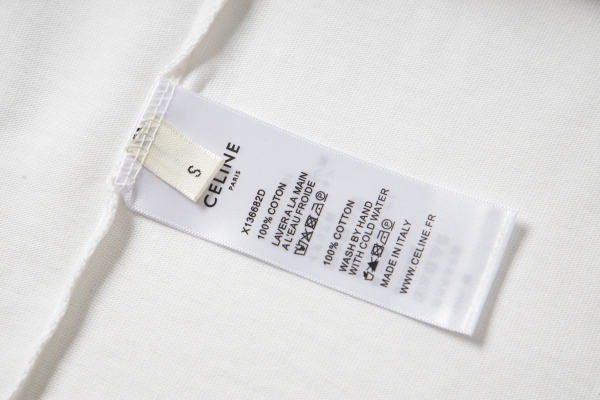 S
CELINE
PARIS
X136682D
100% COTON
LAVER A LA MAIN
A L'EAU FROIDE
100% COTTON
WASH BY HAND
WITH COLD WATER
MADE IN ITALY
WWW.CELINE.FR